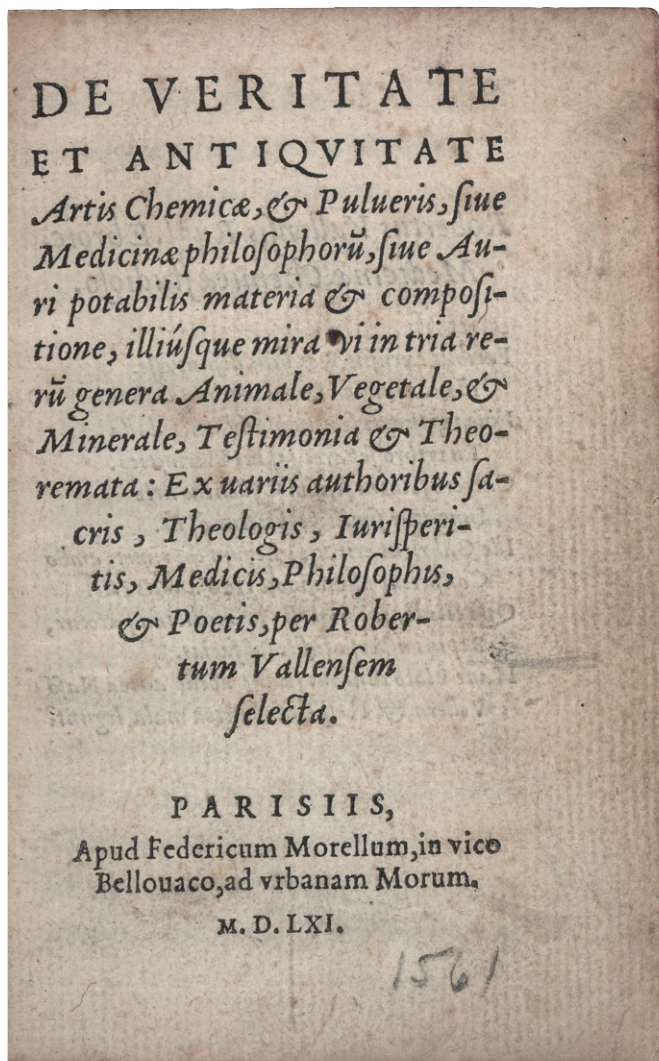 DE VERITATE
ET ANTIQVITATE
Artis Chemicæ, & Pulueris, ſiue
Medicinæ philoſophorũ, ſiue Au-
ri potabilis materia & compoſi-
tione, illiúſque mira vi in tria re-
rũ genera Animale, Vegetale, &
Minerale, Teſtimonia & Theo-
remata: Ex uariis authoribus ſa-
cris, Theologis, Iuriſperi-
tis, Medicis, Philoſophis,
& Poetis, per Rober-
tum Vallenſem
ſelecta.
PARISIIS,
Apud Federicum Morellum, in vico
Bellouaco, ad vrbanam Morum.
M. D. LXI.
1561